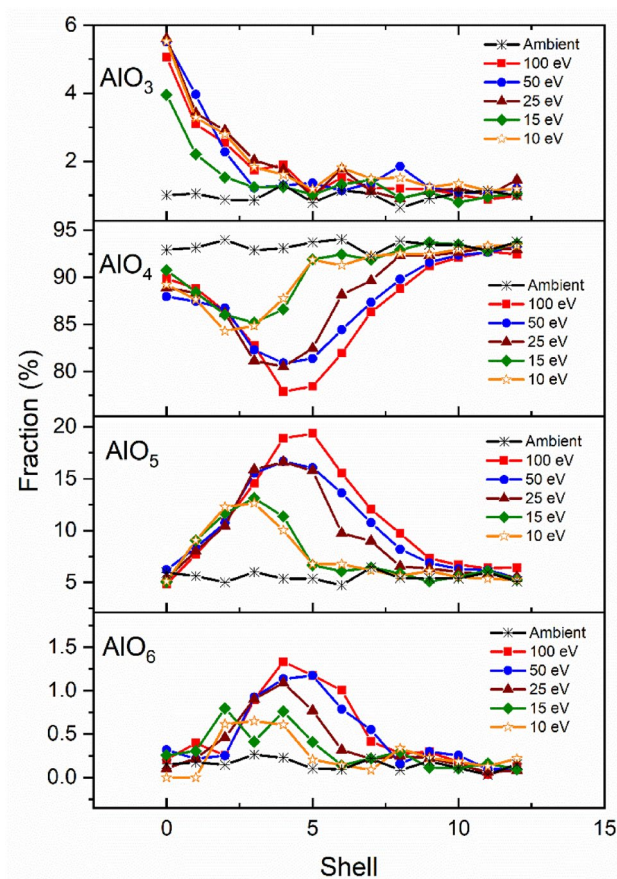 AlO₃
6
4
2
Ambient
100 eV
50 eV
25 eV
15 eV
10 eV
AlO₄
95
90
85
80
Ambient
100 eV
50 eV
25 eV
15 eV
10 eV
Fraction (%)
AlO₅
20
15
10
5
Ambient
100 eV
50 eV
25 eV
15 eV
10 eV
AlO₆
1.5
1.0
0.5
0.0
Ambient
100 eV
50 eV
25 eV
15 eV
10 eV
0 5 10 15
Shell